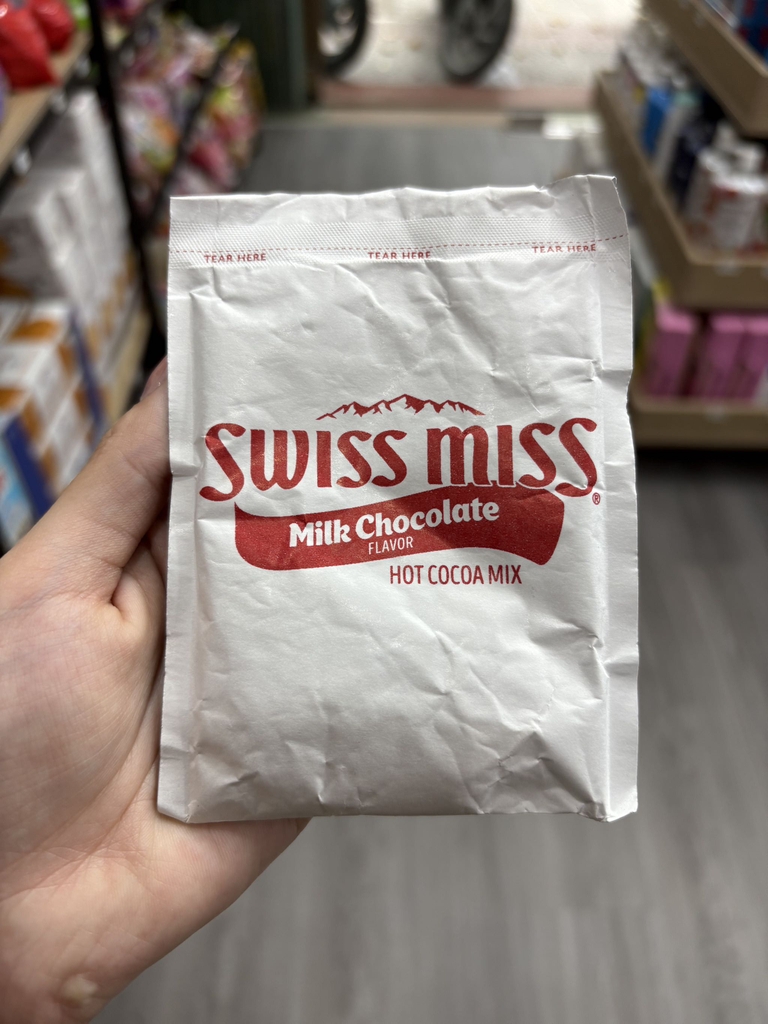 TEAR HERE TEAR HERE TEAR HERE
SWISS MISS®
Milk Chocolate
FLAVOR
HOT COCOA MIX